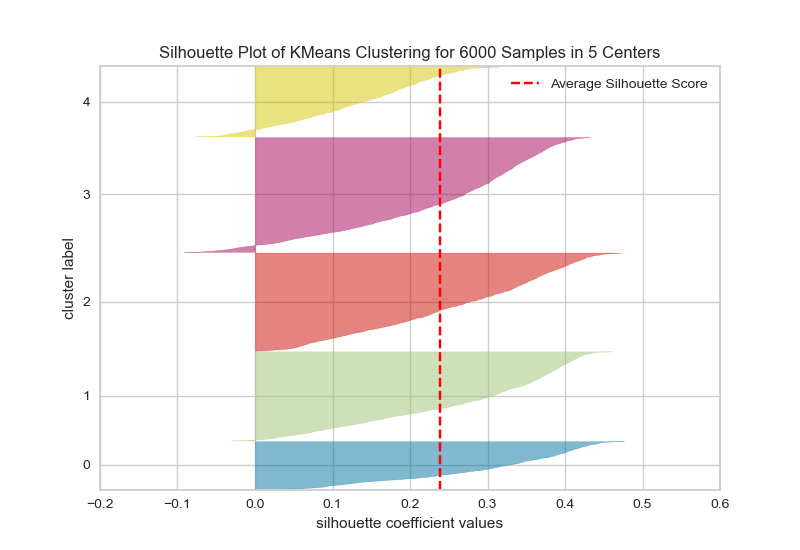 Silhouette Plot of KMeans Clustering for 6000 Samples in 5 Centers
Average Silhouette Score
4
3
2
1
0
cluster label
−0.2 −0.1 0.0 0.1 0.2 0.3 0.4 0.5 0.6
silhouette coefficient values